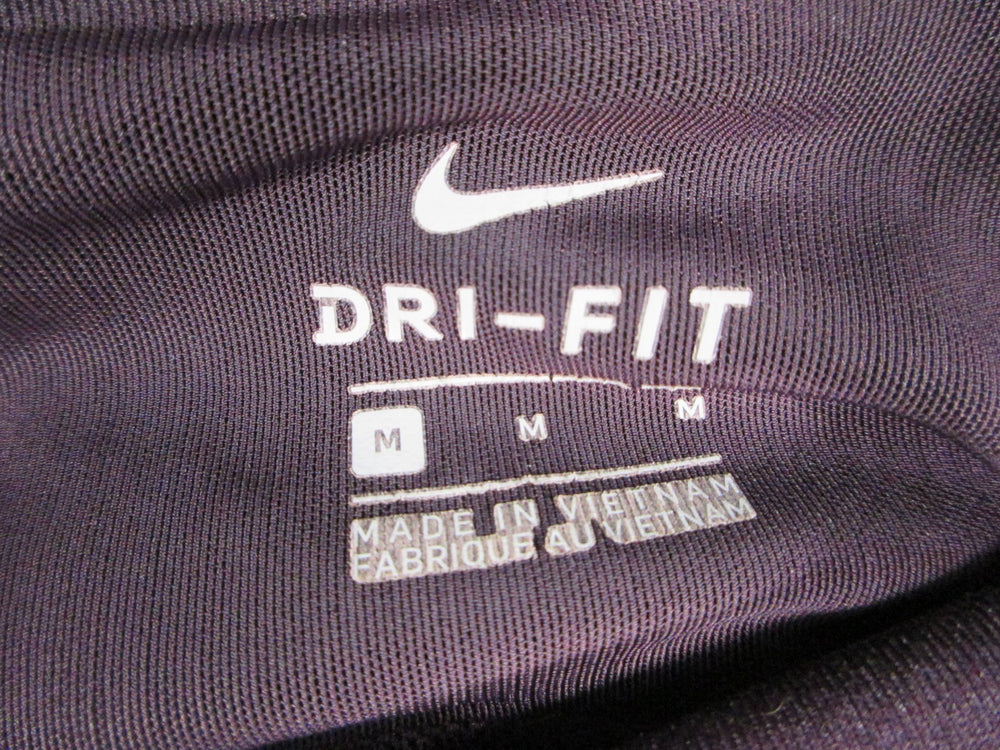 DRI-FIT
M M M
MADE IN VIETNAM
FABRIQUE AU VIETNAM